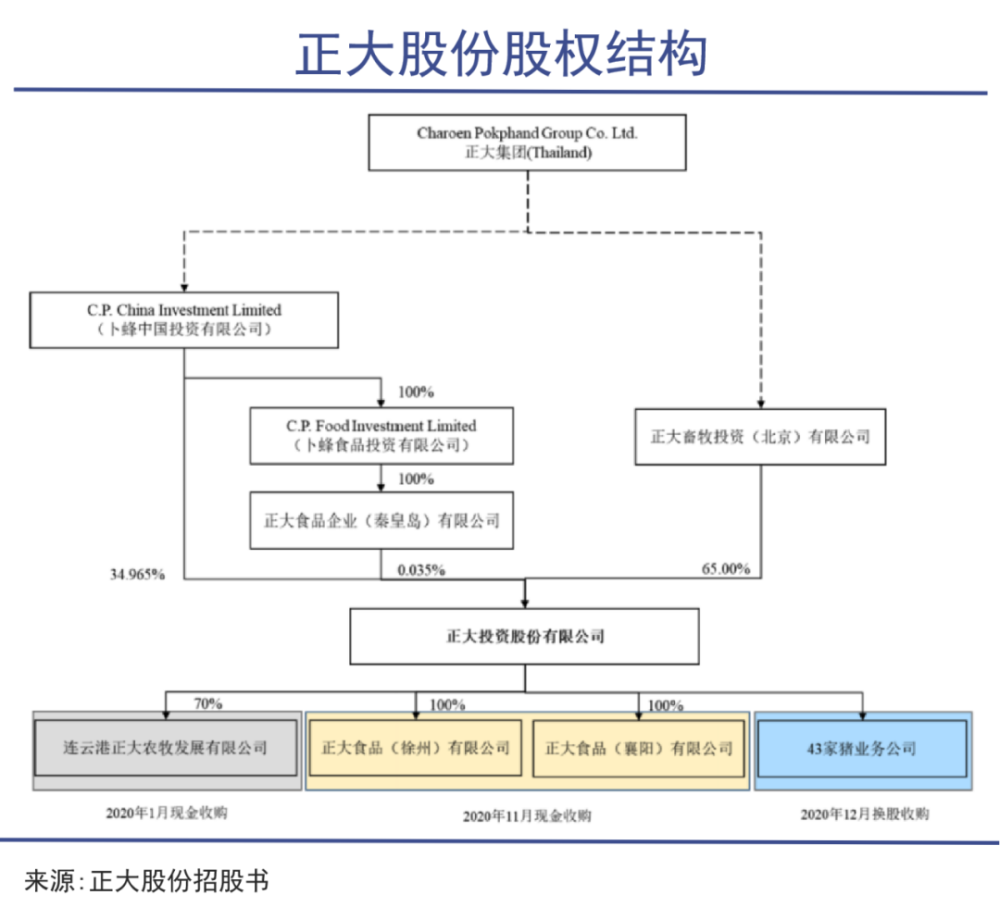 正大股份股权结构
Charoen Pokphand Group Co. Ltd.
正大集团(Thailand)
C.P. China Investment Limited
（卜蜂中国投资有限公司）
100%
C.P. Food Investment Limited
（卜蜂食品投资有限公司）
正大畜牧投资（北京）有限公司
100%
正大食品企业（秦皇岛）有限公司
34.965%
0.035%
65.00%
正大投资股份有限公司
70%
100%
100%
连云港正大农牧发展有限公司
正大食品（徐州）有限公司
正大食品（襄阳）有限公司
43家猪业务公司
2020年1月现金收购
2020年11月现金收购
2020年12月换股收购
来源：正大股份招股书